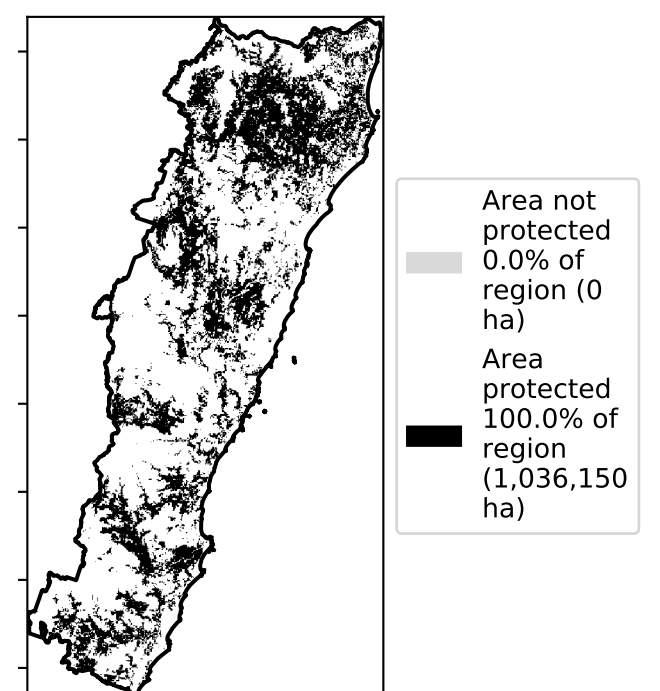 Area not
protected
0.0% of
region (0
ha)
Area
protected
100.0% of
region
(1,036,150
ha)